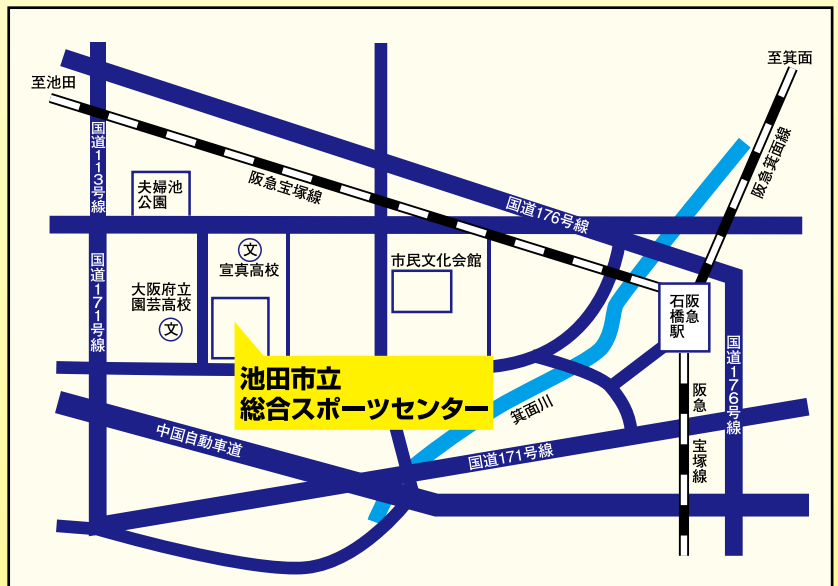 至箕面
至池田
阪急箕面線
国道113号線
阪急宝塚線
夫婦池
公園
国道176号線
文
宣真高校
市民文化会館
国道171号線
大阪府立
園芸高校
文
阪急
石橋駅
国道176号線
池田市立
総合スポーツセンター
阪急 宝塚線
箕面川
中国自動車道
国道171号線